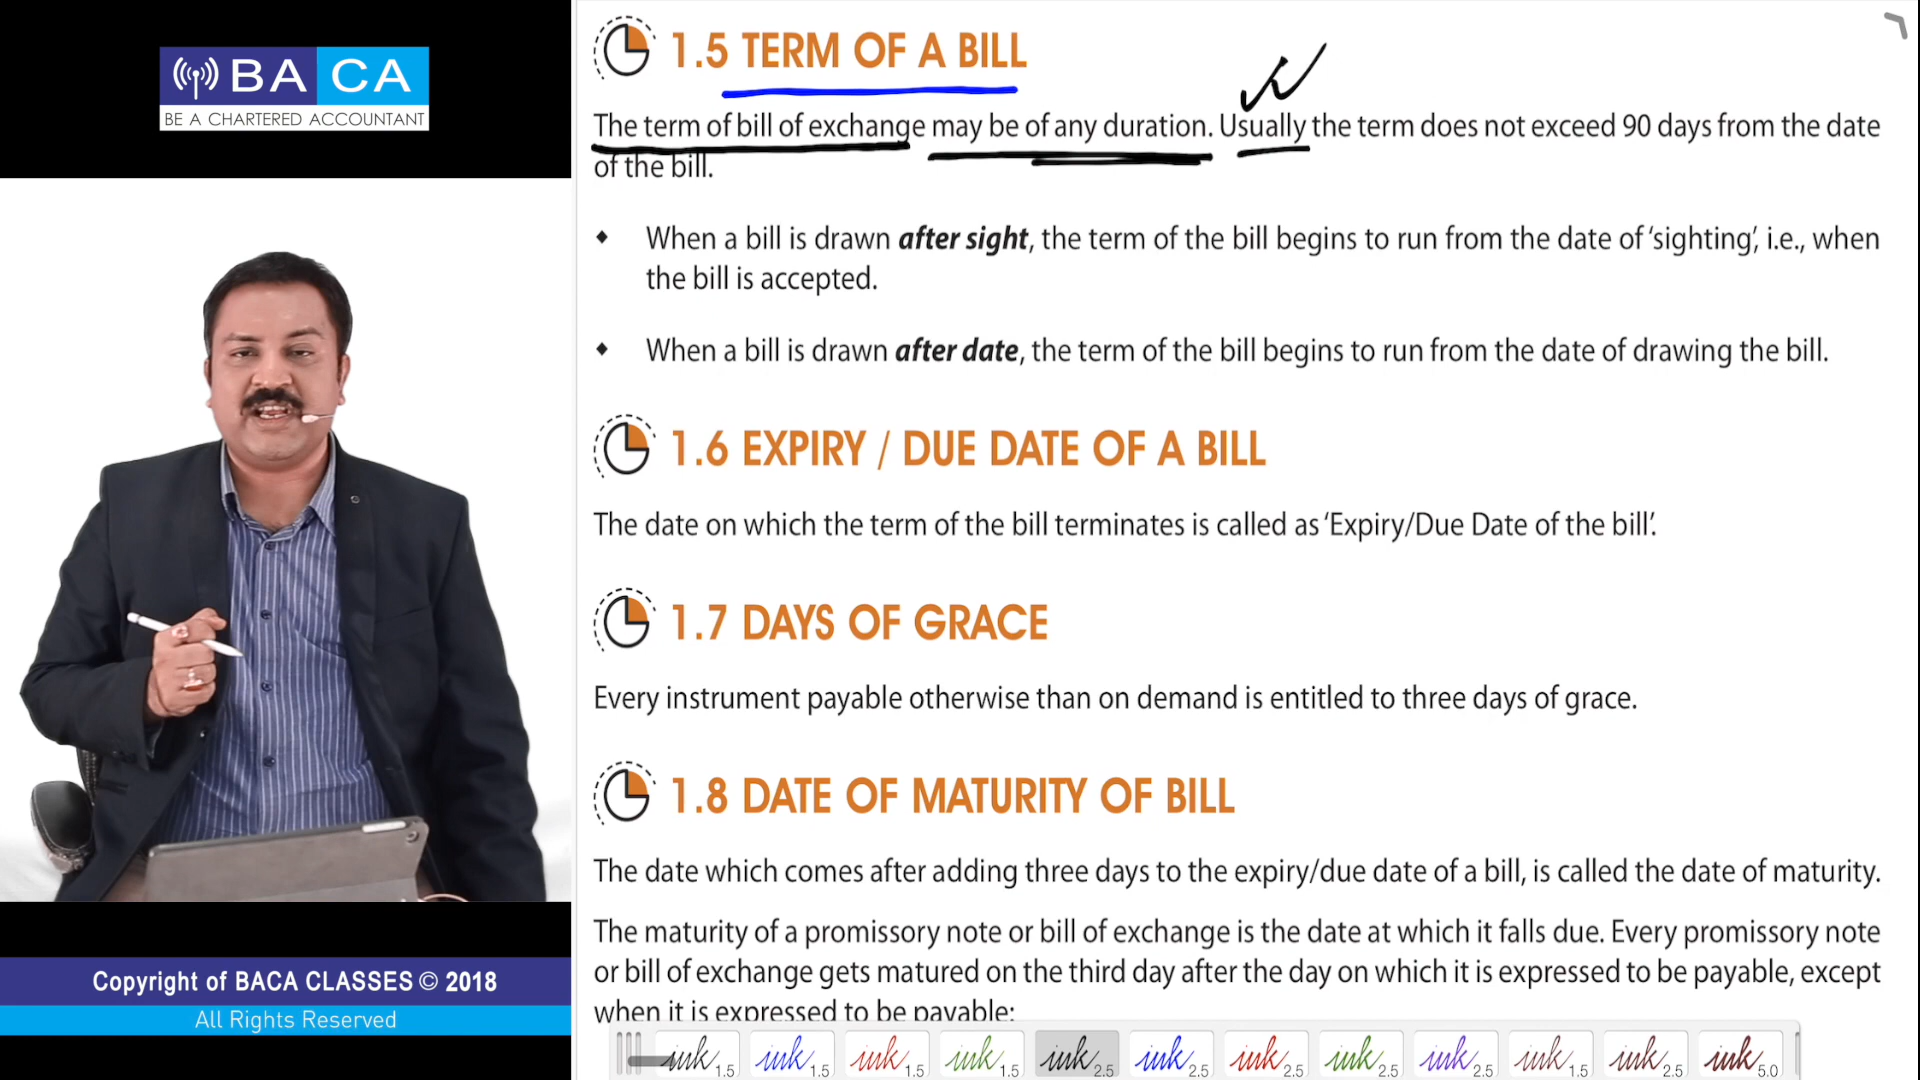 BA CA
BE A CHARTERED ACCOUNTANT
1.5 TERM OF A BILL
The term of bill of exchange may be of any duration. Usually the term does not exceed 90 days from the date
of the bill.
When a bill is drawn after sight, the term of the bill begins to run from the date of ‘sighting’, i.e., when
the bill is accepted.
When a bill is drawn after date, the term of the bill begins to run from the date of drawing the bill.
1.6 EXPIRY / DUE DATE OF A BILL
The date on which the term of the bill terminates is called as ‘Expiry/Due Date of the bill’.
1.7 DAYS OF GRACE
Every instrument payable otherwise than on demand is entitled to three days of grace.
1.8 DATE OF MATURITY OF BILL
The date which comes after adding three days to the expiry/due date of a bill, is called the date of maturity.
The maturity of a promissory note or bill of exchange is the date at which it falls due. Every promissory note
or bill of exchange gets matured on the third day after the day on which it is expressed to be payable, except
when it is expressed to be payable:
ink 1.5 ink 1.5 ink 1.5 ink 1.5 ink 2.5 ink 2.5 ink 2.5 ink 2.5 ink 2.5 ink 1.5 ink 2.5 ink 5.0
Copyright of BACA CLASSES © 2018
All Rights Reserved